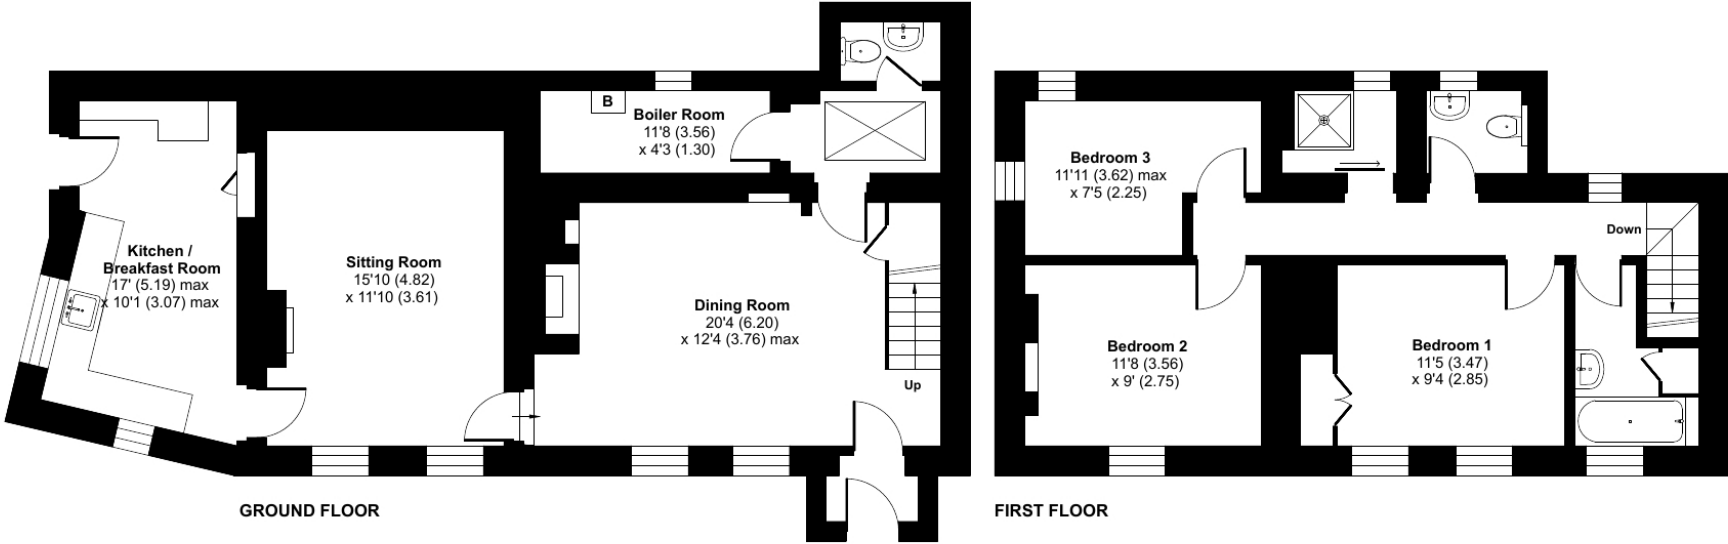 B
Boiler Room
11'8 (3.56)
x 4'3 (1.30)
Kitchen /
Breakfast Room
17' (5.19) max
x 10'1 (3.07) max
Sitting Room
15'10 (4.82)
x 11'10 (3.61)
Dining Room
20'4 (6.20)
x 12'4 (3.76) max
Up
GROUND FLOOR
Bedroom 3
11'11 (3.62) max
x 7'5 (2.25)
Down
Bedroom 2
11'8 (3.56)
x 9' (2.75)
Bedroom 1
11'5 (3.47)
x 9'4 (2.85)
FIRST FLOOR